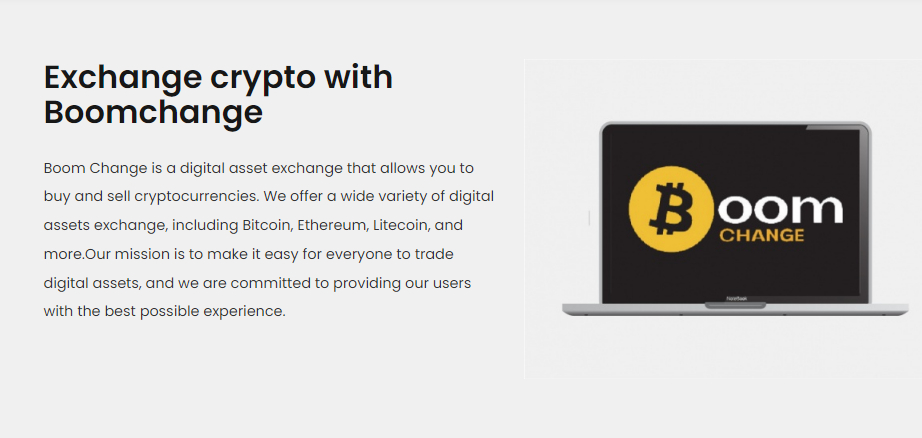 Exchange crypto with
Boomchange
Boom Change is a digital asset exchange that allows you to
buy and sell cryptocurrencies. We offer a wide variety of digital
assets exchange, including Bitcoin, Ethereum, Litecoin, and
more.Our mission is to make it easy for everyone to trade
digital assets, and we are committed to providing our users
with the best possible experience.
Boom
CHANGE